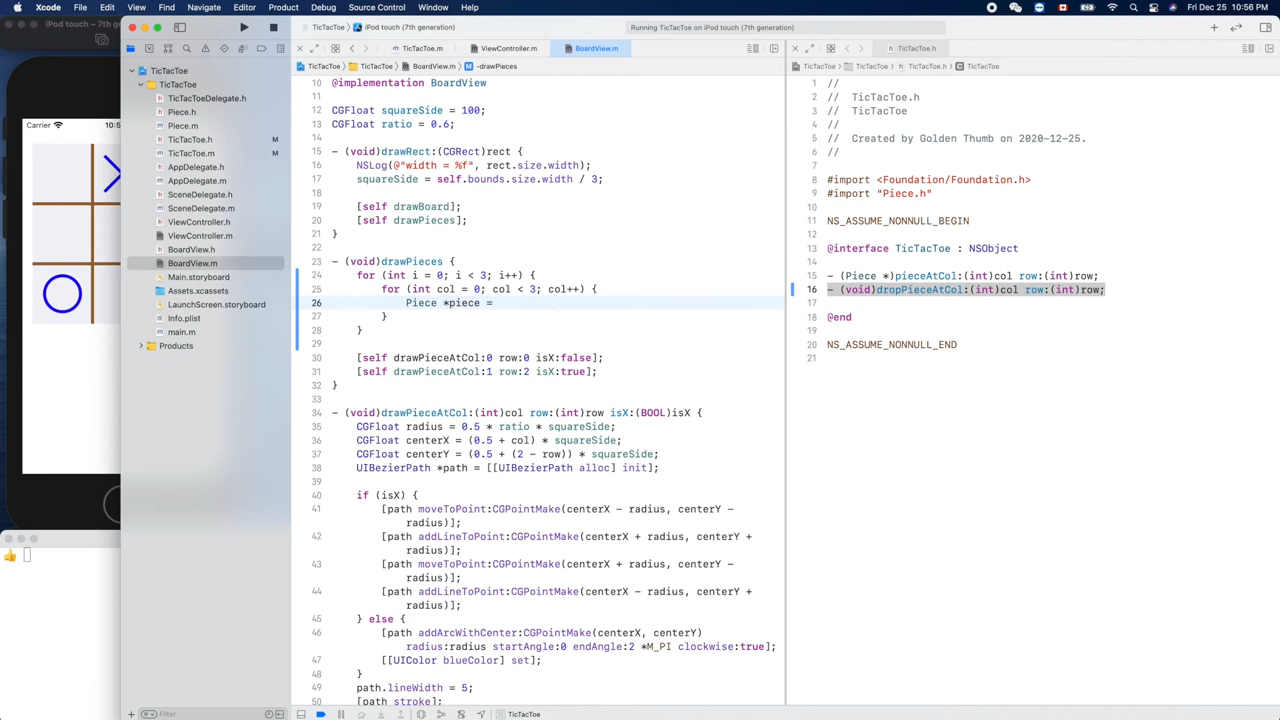 Xcode File Edit View Find Navigate Editor Product Debug Source Control Window Help Fri Dec 25 10:55 PM
iPod touch — 7th genera
TicTacToe iPod touch (7th generation) Running TicTacToe on iPod touch (7th generation)
TicTacToe.m ViewController.m BoardView.m TicTacToe.h
TicTacToe TicTacToe BoardView.m M -drawPieces TicTacToe TicTacToe TicTacToe.h C TicTacToe
Carrier 10:5
TicTacToe
TicTacToe
TicTacToeDelegate.h
Piece.h
Piece.m
TicTacToe.h M
TicTacToe.m M
AppDelegate.h
AppDelegate.m
SceneDelegate.h
SceneDelegate.m
ViewController.h
ViewController.m
BoardView.h
BoardView.m
Main.storyboard
Assets.xcassets
LaunchScreen.storyboard
Info.plist
main.m
Products
Filter
10 @implementation BoardView
11
12 CGFloat squareSide = 100;
13 CGFloat ratio = 0.6;
14
15 - (void)drawRect:(CGRect)rect {
16 NSLog(@"width = %f", rect.size.width);
17 squareSide = self.bounds.size.width / 3;
18
19 [self drawBoard];
20 [self drawPieces];
21 }
22
23 - (void)drawPieces {
24 for (int i = 0; i < 3; i++) {
25 for (int col = 0; col < 3; col++) {
26 Piece *piece =
27 }
28 }
29
30 [self drawPieceAtCol:0 row:0 isX:false];
31 [self drawPieceAtCol:1 row:2 isX:true];
32 }
33
34 - (void)drawPieceAtCol:(int)col row:(int)row isX:(BOOL)isX {
35 CGFloat radius = 0.5 * ratio * squareSide;
36 CGFloat centerX = (0.5 + col) * squareSide;
37 CGFloat centerY = (0.5 + (2 - row)) * squareSide;
38 UIBezierPath *path = [[UIBezierPath alloc] init];
39
40 if (isX) {
41 [path moveToPoint:CGPointMake(centerX - radius, centerY -
radius)];
42 [path addLineToPoint:CGPointMake(centerX + radius, centerY +
radius)];
43 [path moveToPoint:CGPointMake(centerX + radius, centerY -
radius)];
44 [path addLineToPoint:CGPointMake(centerX - radius, centerY +
radius)];
45 } else {
46 [path addArcWithCenter:CGPointMake(centerX, centerY)
radius:radius startAngle:0 endAngle:2 *M_PI clockwise:true];
47 [[UIColor blueColor] set];
48 }
49 path.lineWidth = 5;
50 [path stroke];
TicTacToe
1 //
2 // TicTacToe.h
3 // TicTacToe
4 //
5 // Created by Golden Thumb on 2020-12-25.
6 //
7
8 #import <Foundation/Foundation.h>
9 #import "Piece.h"
10
11 NS_ASSUME_NONNULL_BEGIN
12
13 @interface TicTacToe : NSObject
14
15 - (Piece *)pieceAtCol:(int)col row:(int)row;
16 - (void)dropPieceAtCol:(int)col row:(int)row;
17
18 @end
19
20 NS_ASSUME_NONNULL_END
21